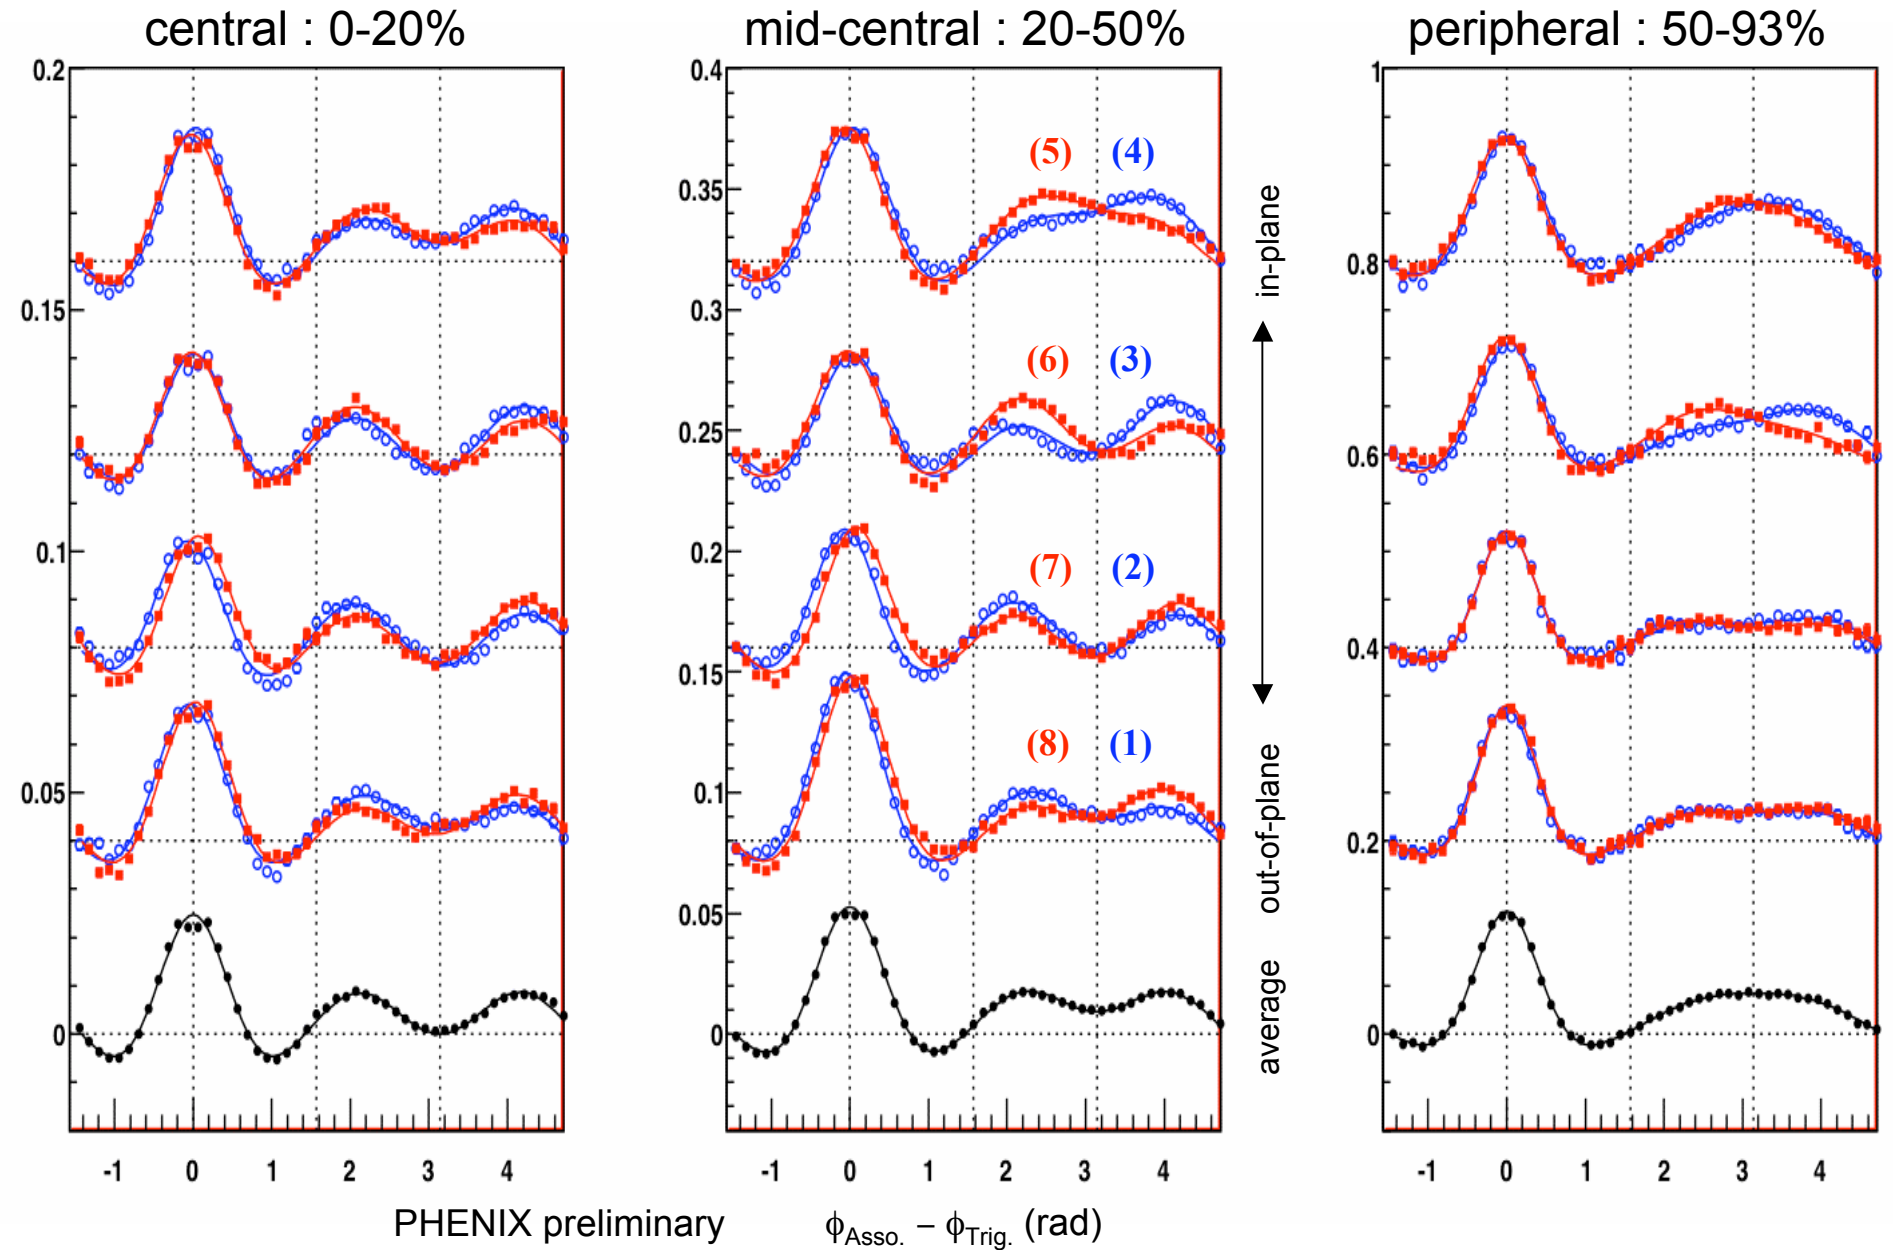 central : 0-20%
mid-central : 20-50%
peripheral : 50-93%
0.2
0.15
0.1
0.05
0
-1 0 1 2 3 4
0.4
0.35
0.3
0.25
0.2
0.15
0.1
0.05
0
-1 0 1 2 3 4
(5) (4)
(6) (3)
(7) (2)
(8) (1)
in-plane
out-of-plane
average
1
0.8
0.6
0.4
0.2
0
-1 0 1 2 3 4
PHENIX preliminary
ϕAsso. − ϕTrig. (rad)